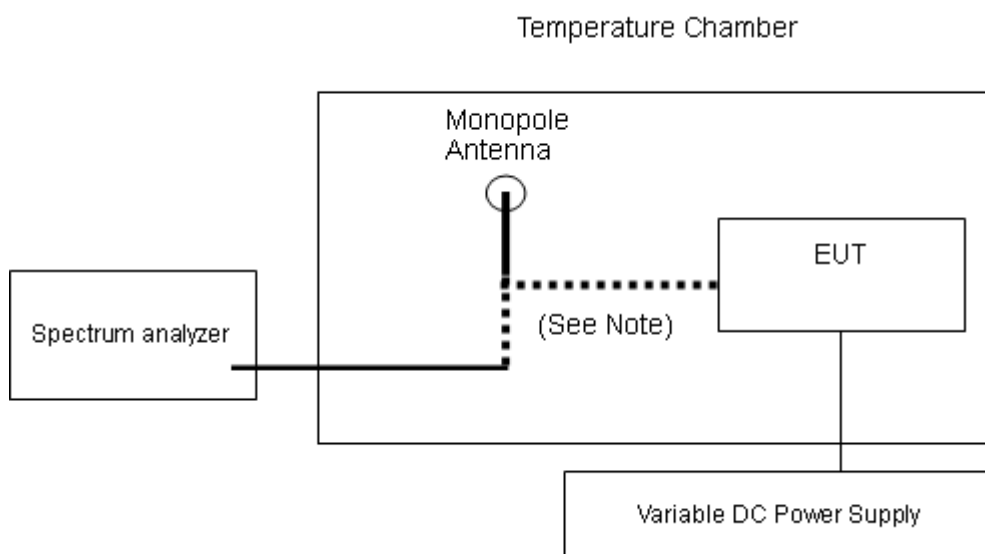 Temperature Chamber
Monopole
Antenna
EUT
Spectrum analyzer
(See Note)
Variable DC Power Supply